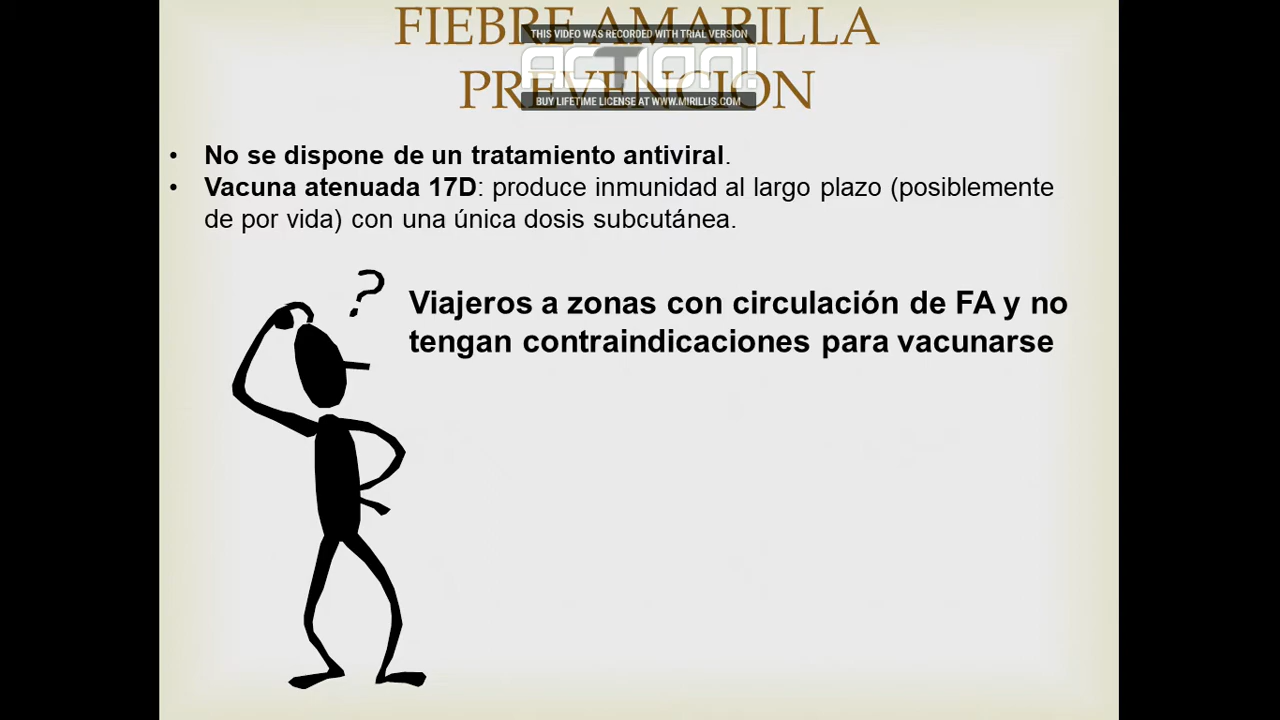 FIEBRE AMARILLA
THIS VIDEO WAS RECORDED WITH TRIAL VERSION
ACTION!
PREVENCION
BUY LIFETIME LICENSE AT WWW.MIRILLIS.COM
• No se dispone de un tratamiento antiviral.
• Vacuna atenuada 17D: produce inmunidad al largo plazo (posiblemente
de por vida) con una única dosis subcutánea.
?
Viajeros a zonas con circulación de FA y no
tengan contraindicaciones para vacunarse